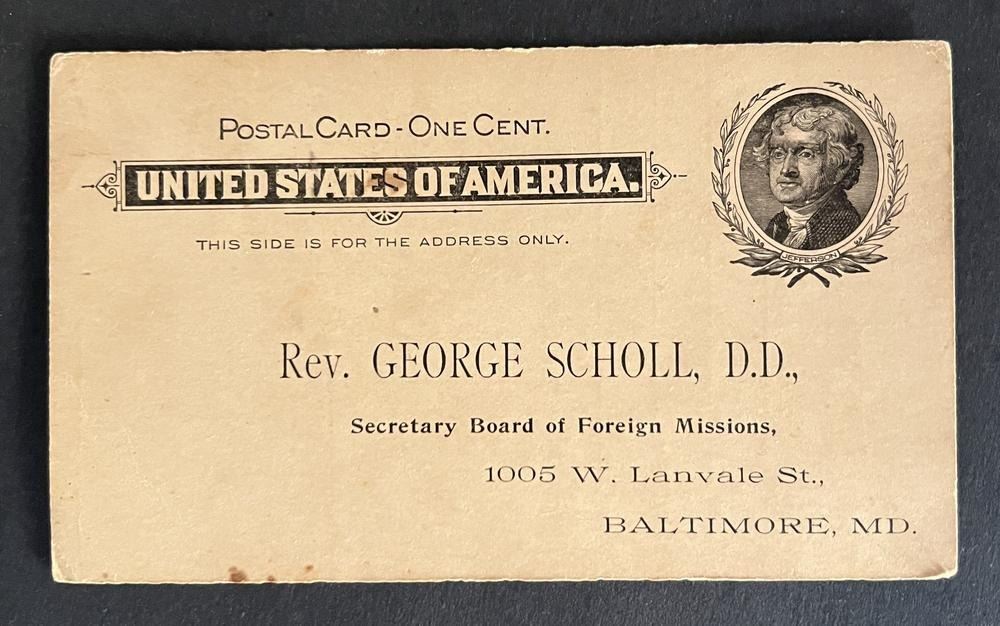 POSTAL CARD - ONE CENT.
UNITED STATES OF AMERICA.
THIS SIDE IS FOR THE ADDRESS ONLY.
JEFFERSON
Rev. GEORGE SCHOLL, D.D.,
Secretary Board of Foreign Missions,
1005 W. Lanvale St.,
BALTIMORE, MD.